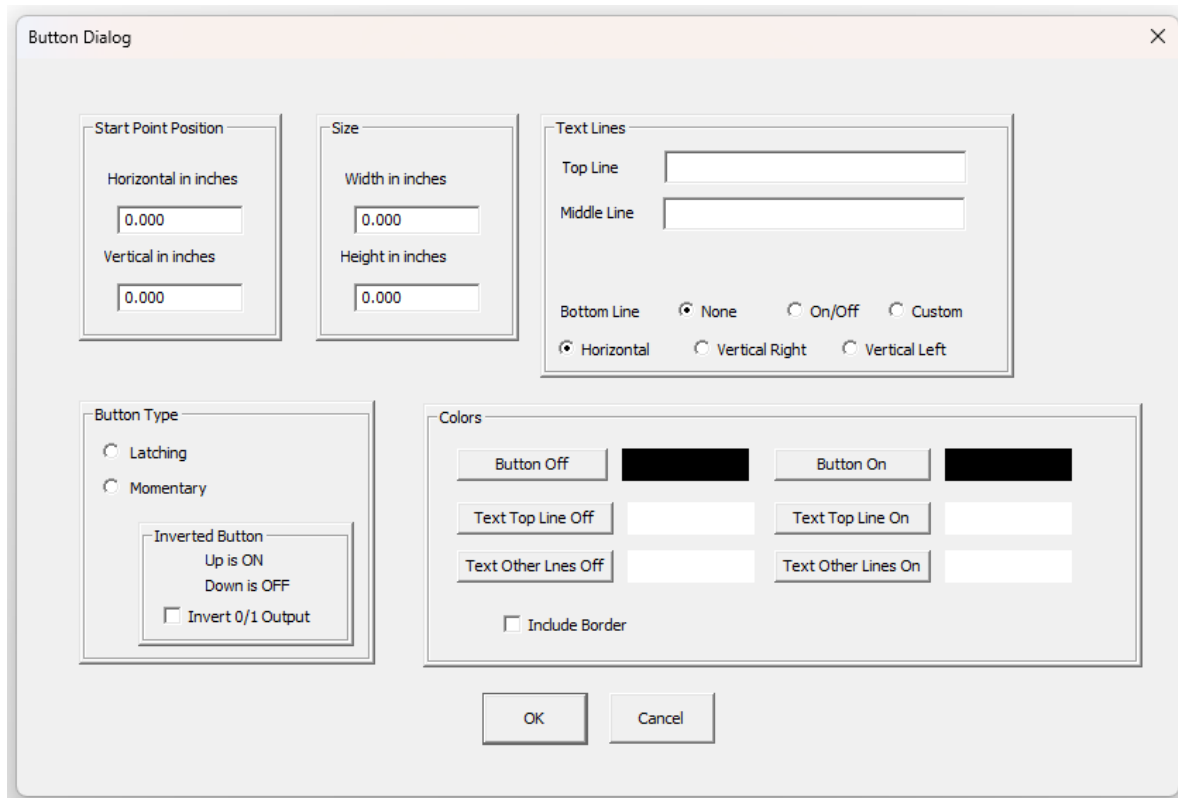 Button Dialog
Start Point Position
Horizontal in inches
0.000
Vertical in inches
0.000
Size
Width in inches
0.000
Height in inches
0.000
Text Lines
Top Line
Middle Line
Bottom Line None On/Off Custom
Horizontal Vertical Right Vertical Left
Button Type
Latching
Momentary
Inverted Button
Up is ON
Down is OFF
Invert 0/1 Output
Colors
Button Off Button On
Text Top Line Off Text Top Line On
Text Other Lnes Off Text Other Lines On
Include Border
OK Cancel